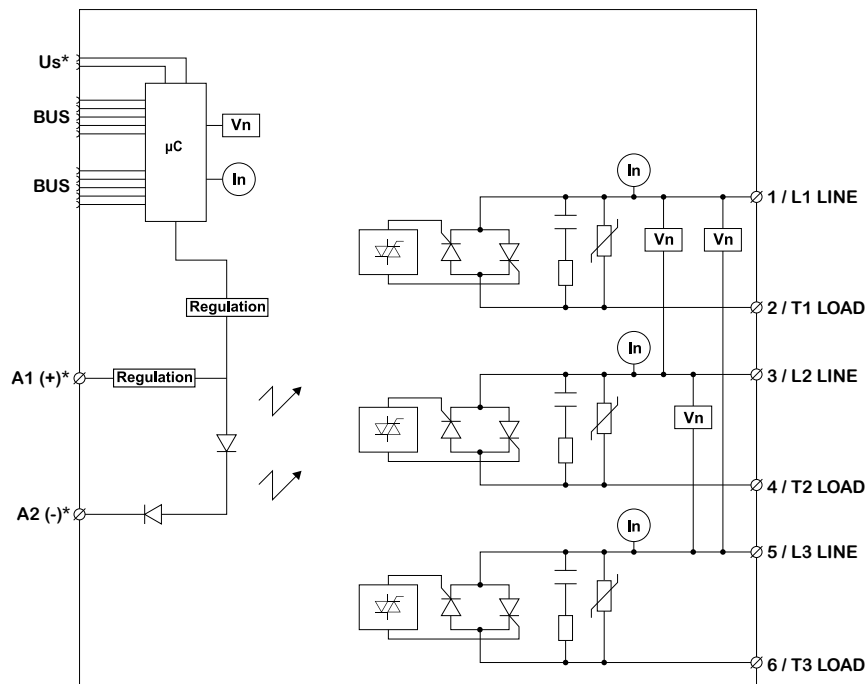 Us*
BUS
µC
Vn
BUS
In
In
1 / L1 LINE
Vn
Vn
Regulation
2 / T1 LOAD
In
A1 (+)*
Regulation
3 / L2 LINE
Vn
4 / T2 LOAD
A2 (-)*
In
5 / L3 LINE
6 / T3 LOAD